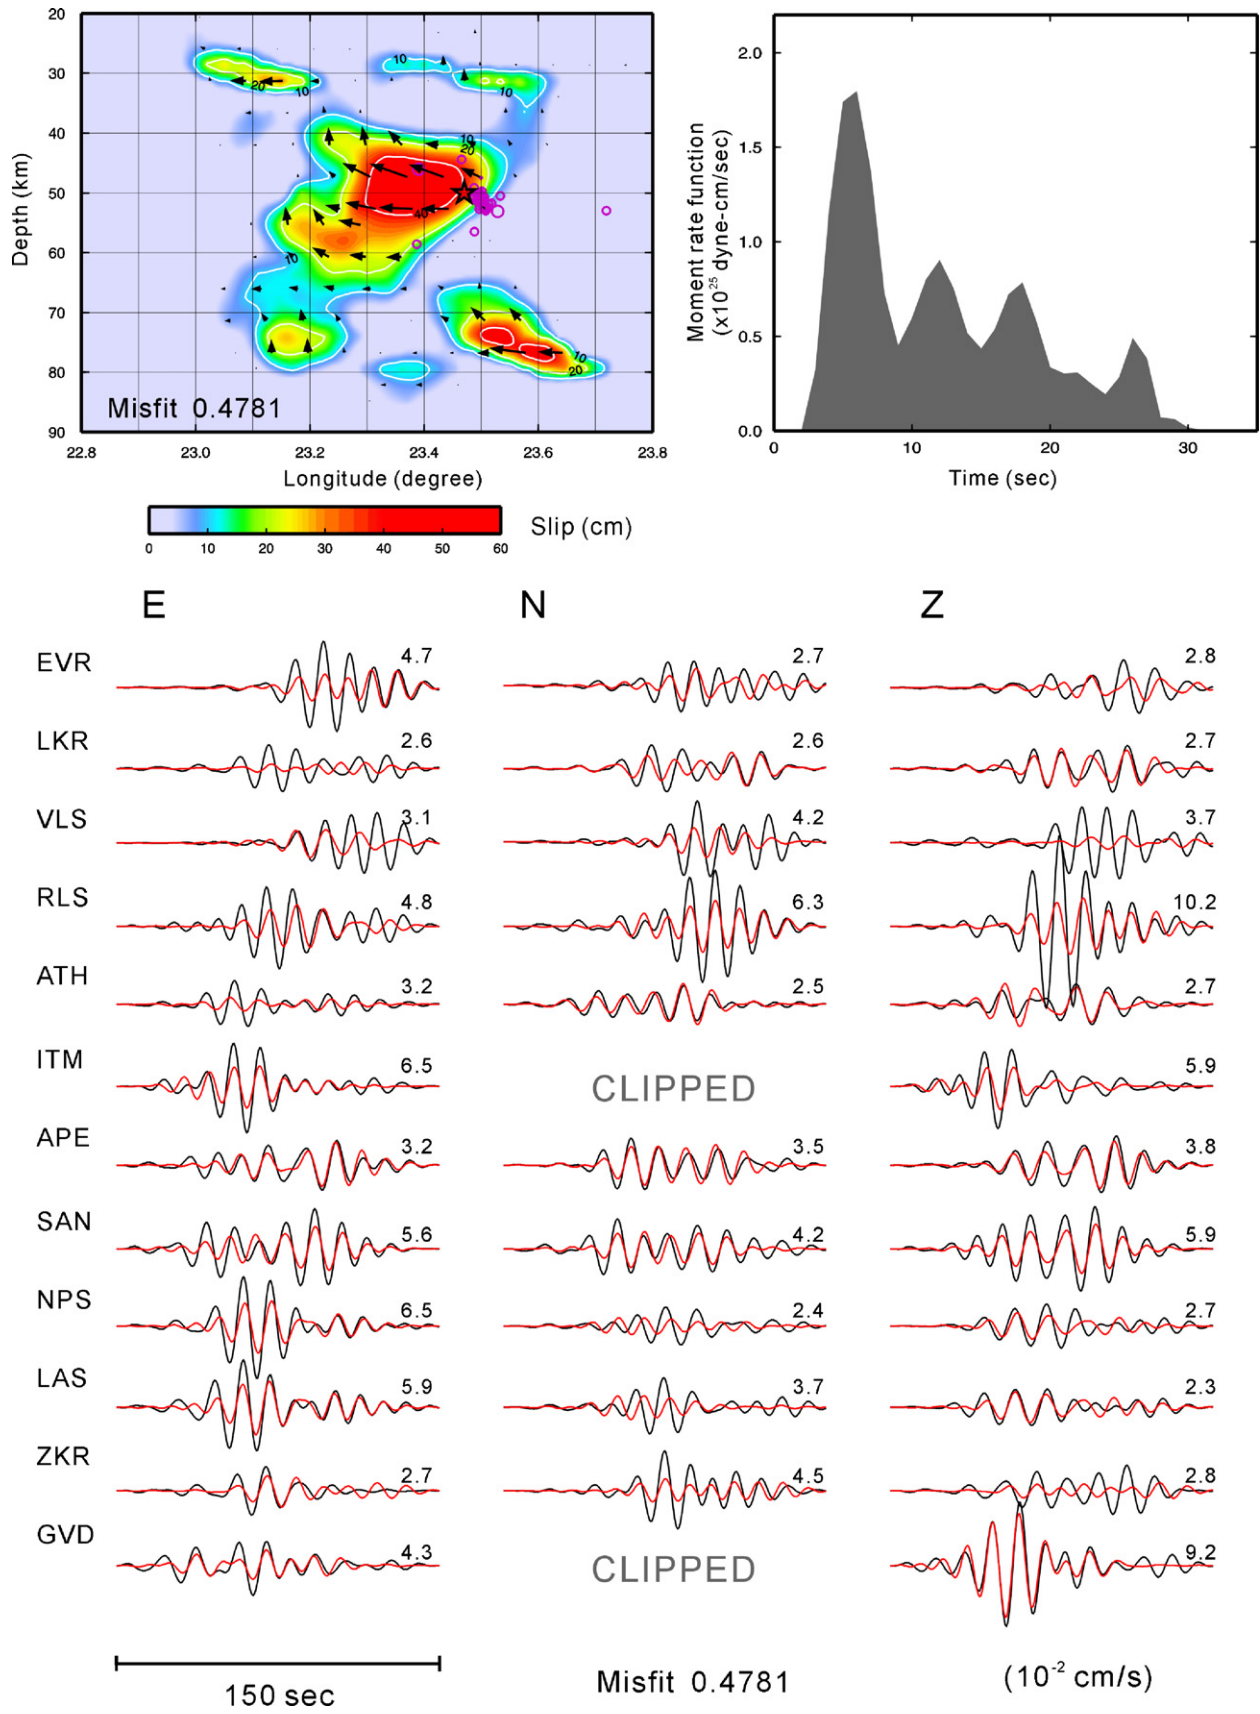 20
30
40
50
60
70
80
90
Depth (km)
10
20
10
10
10
20
40
10
10
20
Misfit 0.4781
22.8
23.0
23.2
23.4
23.6
23.8
Longitude (degree)
0
10
20
30
40
50
60
Slip (cm)
Moment rate function
(x10²⁵ dyne-cm/sec)
2.0
1.5
1.0
0.5
0.0
0
10
20
30
Time (sec)
E N Z
EVR 4.7 2.7 2.8
LKR 2.6 2.6 2.7
VLS 3.1 4.2 3.7
RLS 4.8 6.3 10.2
ATH 3.2 2.5 2.7
ITM 6.5 CLIPPED 5.9
APE 3.2 3.5 3.8
SAN 5.6 4.2 5.9
NPS 6.5 2.4 2.7
LAS 5.9 3.7 2.3
ZKR 2.7 4.5 2.8
GVD 4.3 CLIPPED 9.2
150 sec
Misfit 0.4781
(10⁻² cm/s)